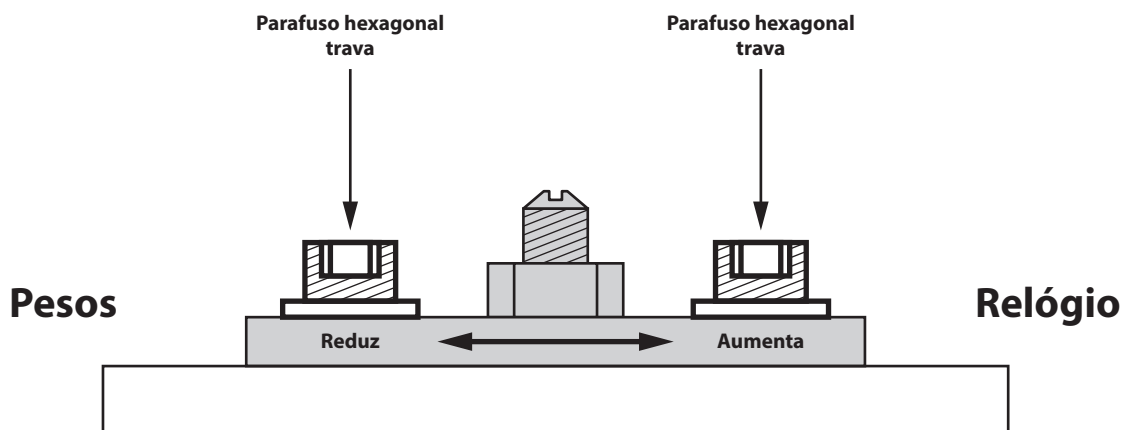 Parafuso hexagonal
trava
Parafuso hexagonal
trava
Pesos
Relógio
Reduz
Aumenta